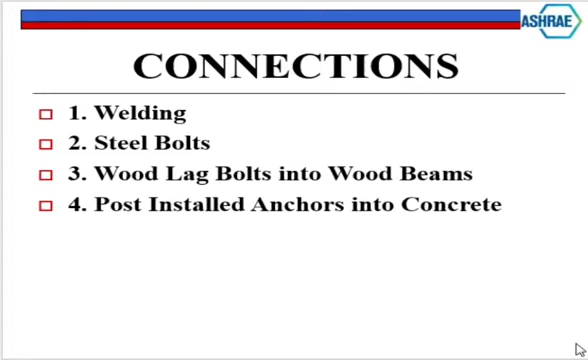 ASHRAE
CONNECTIONS
1. Welding
2. Steel Bolts
3. Wood Lag Bolts into Wood Beams
4. Post Installed Anchors into Concrete